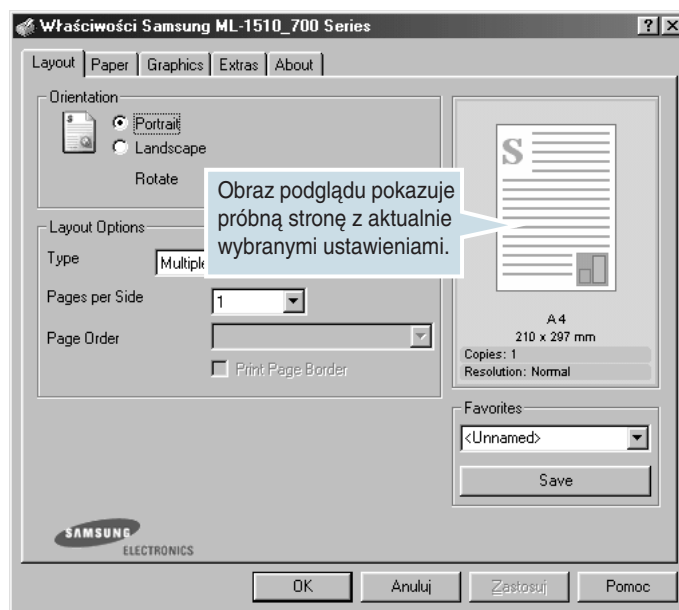 Właściwości Samsung ML-1510_700 Series
Layout Paper Graphics Extras About
Orientation
Portrait
Landscape
Rotate
Layout Options
Type
Pages per Side 1
Page Order
Print Page Border
Obraz podglądu pokazuje
próbną stronę z aktualnie
wybranymi ustawieniami.
S
A4
210 x 297 mm
Copies: 1
Resolution: Normal
Favorites
<Unnamed>
Save
SAMSUNG
ELECTRONICS
OK Anuluj Zastosuj Pomoc